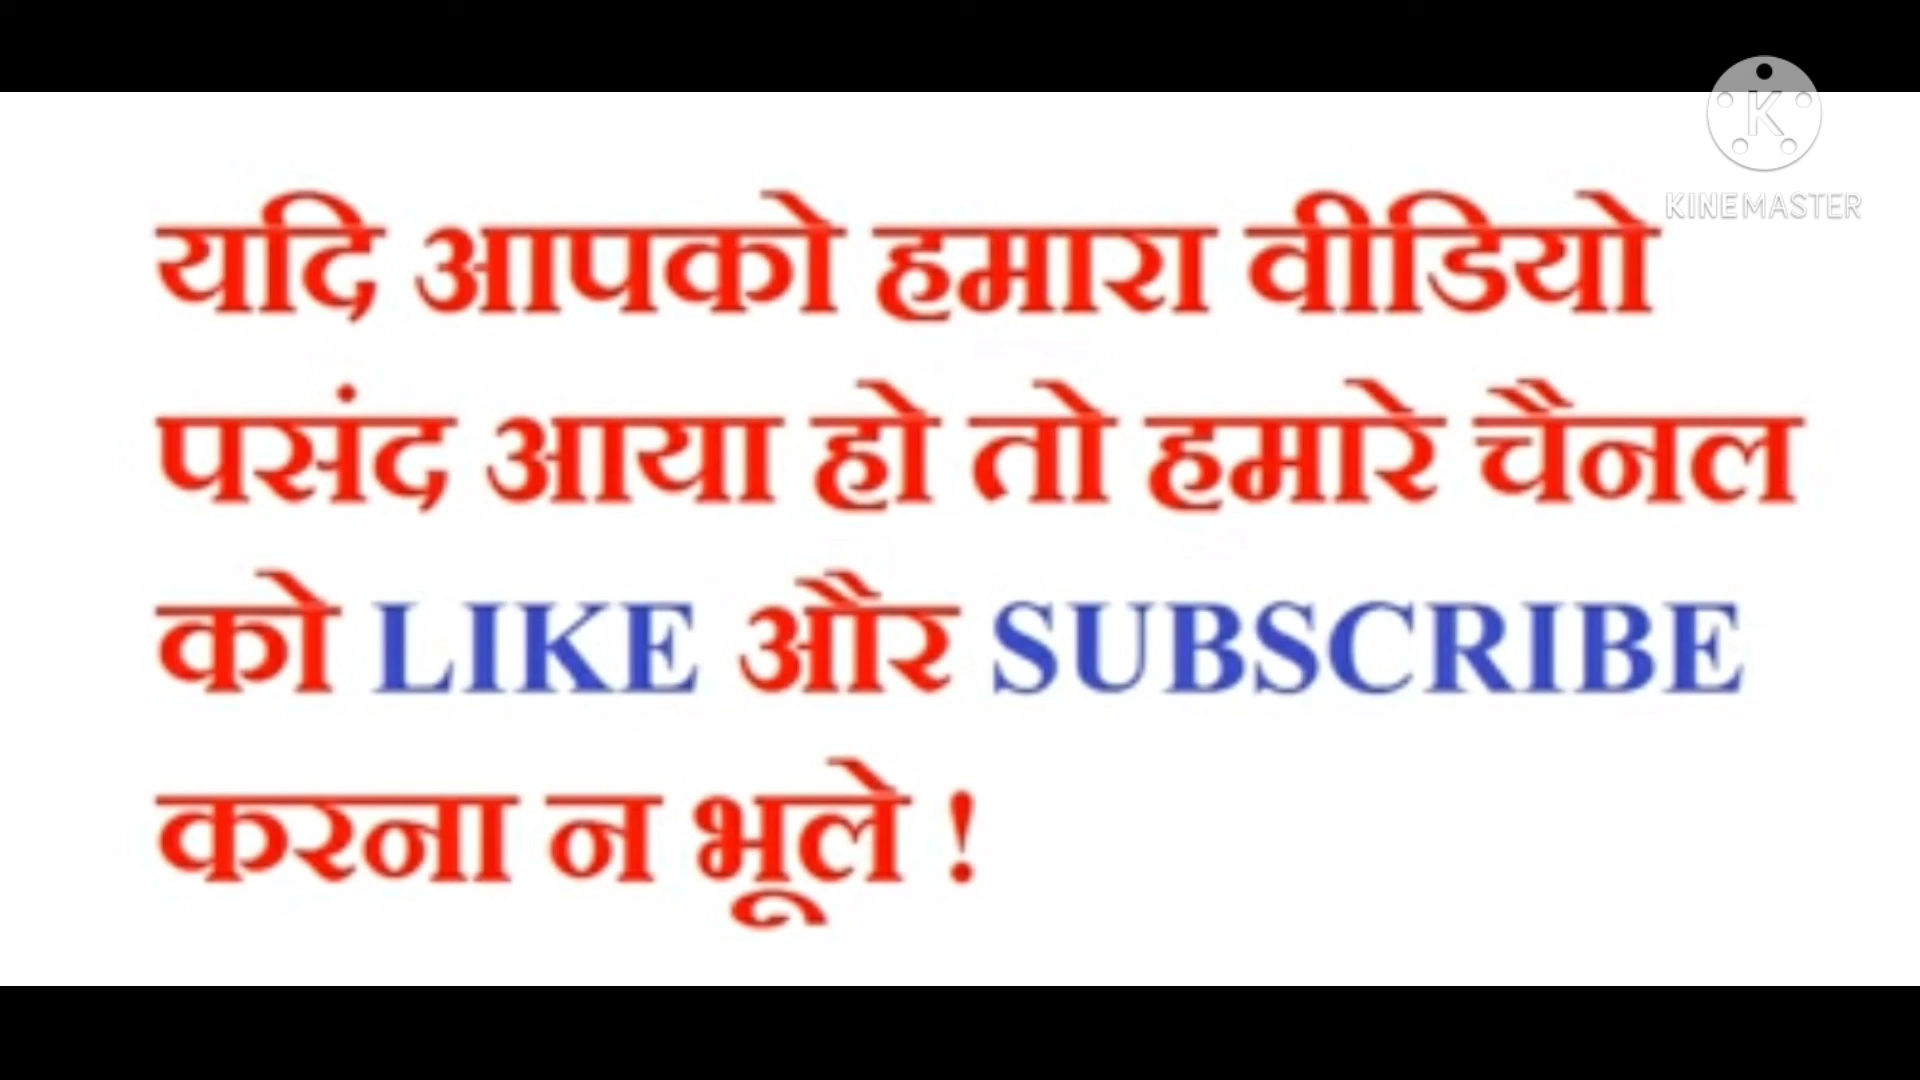 KINEMASTER
यदि आपको हमारा वीडियो
पसंद आया हो तो हमारे चैनल
को LIKE और SUBSCRIBE
करना न भूले !